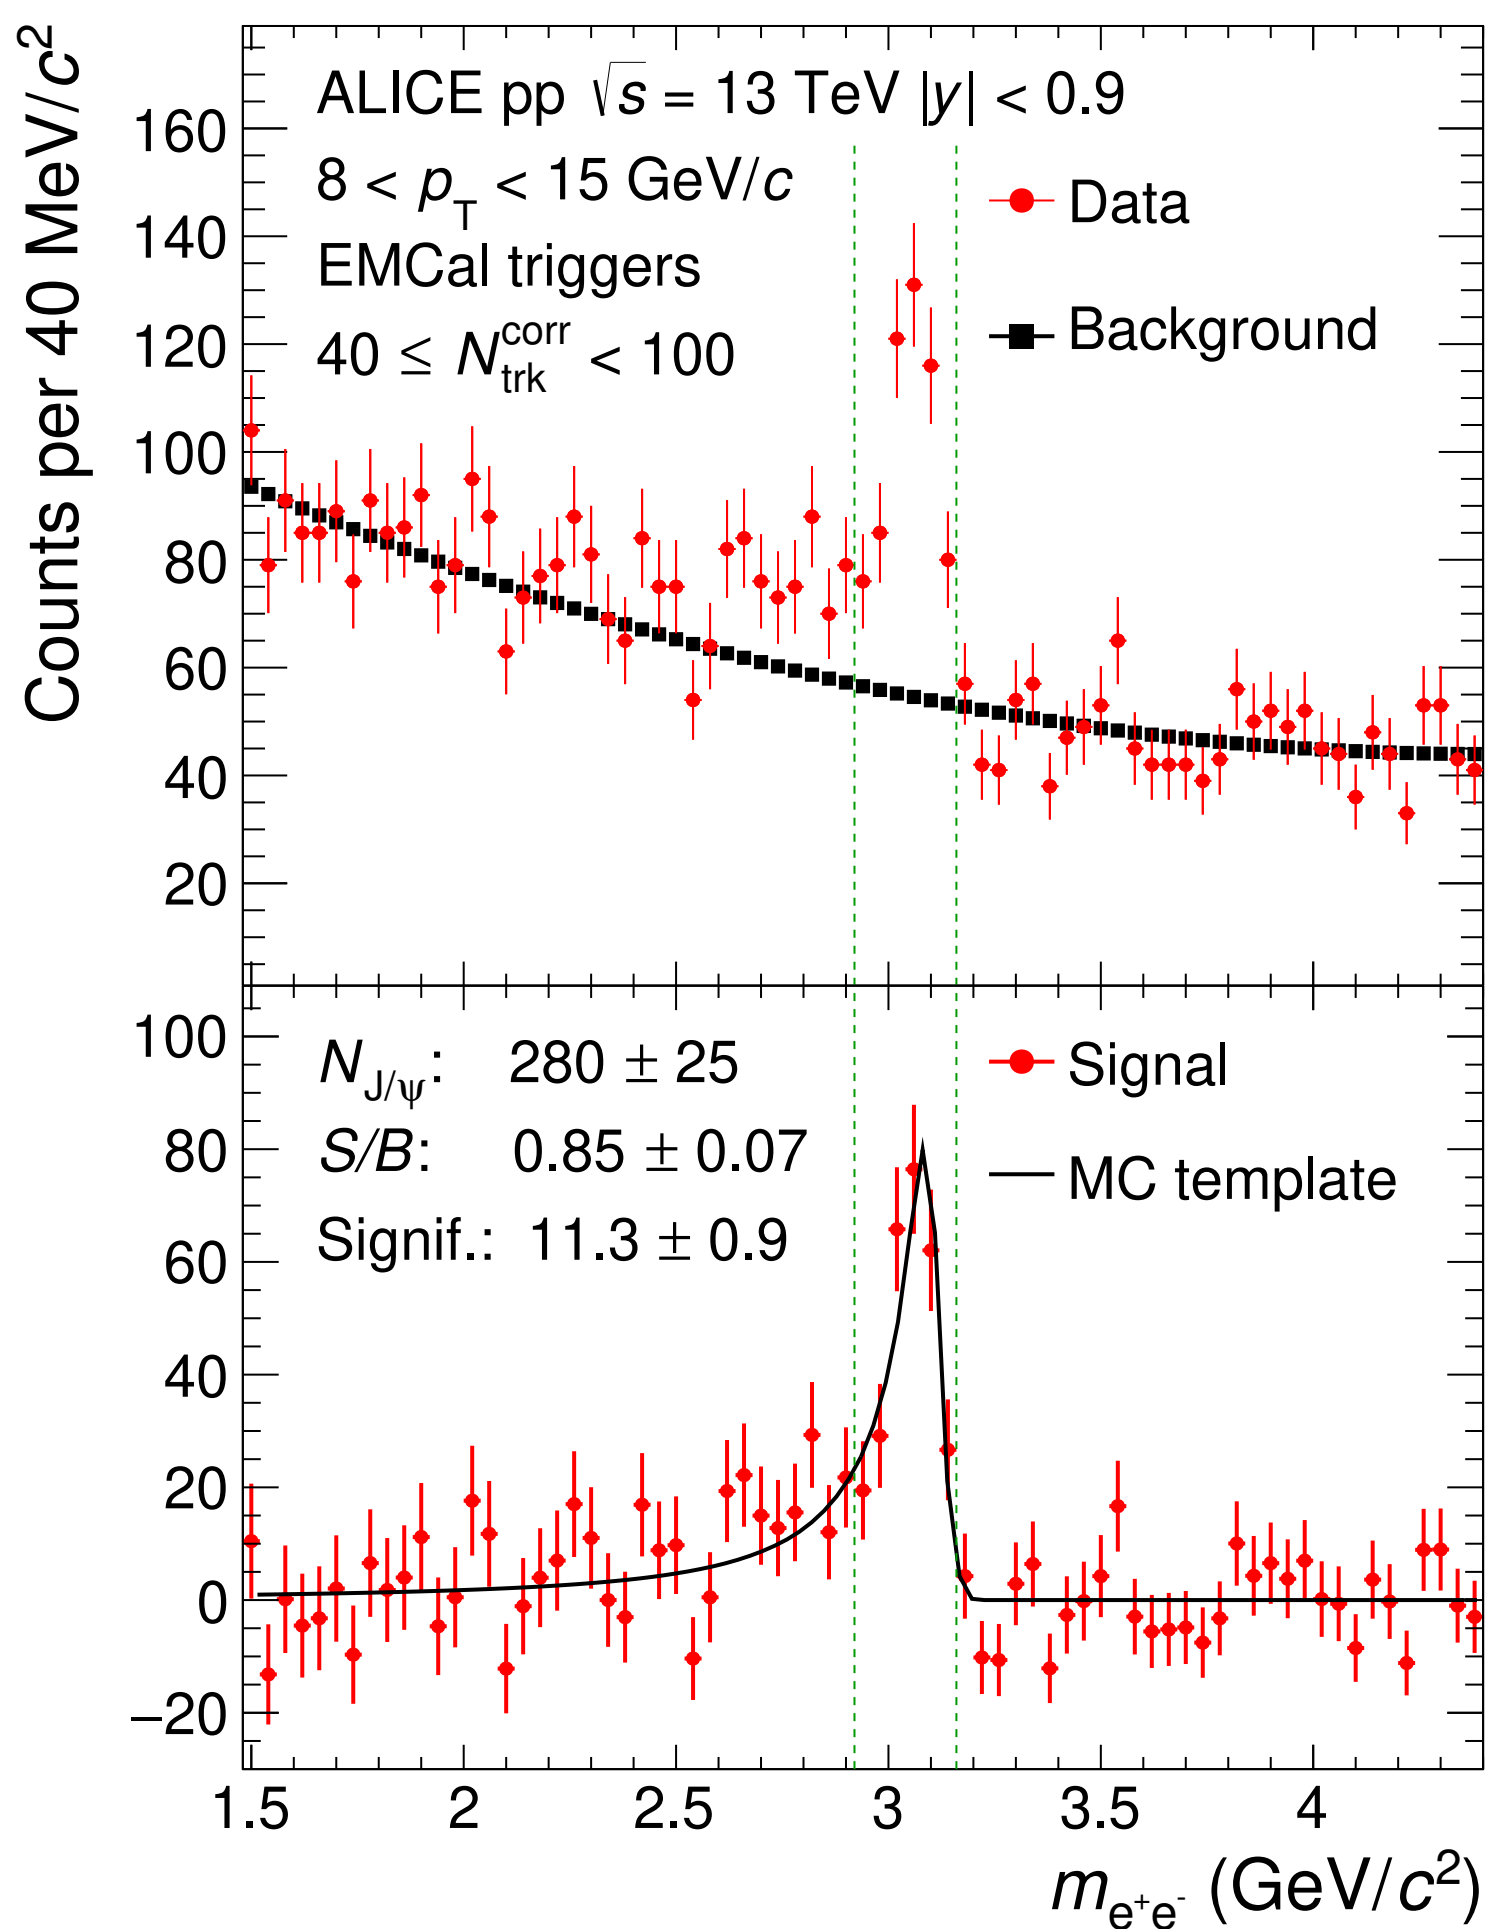 Counts per 40 MeV/c²
ALICE pp √s = 13 TeV |y| < 0.9
8 < p_T < 15 GeV/c
EMCal triggers
40 ≤ N_trk^corr < 100
Data
Background
160
140
120
100
80
60
40
20
N_J/ψ: 280 ± 25
S/B: 0.85 ± 0.07
Signif.: 11.3 ± 0.9
Signal
MC template
100
80
60
40
20
0
−20
1.5 2 2.5 3 3.5 4
m_e⁺e⁻ (GeV/c²)